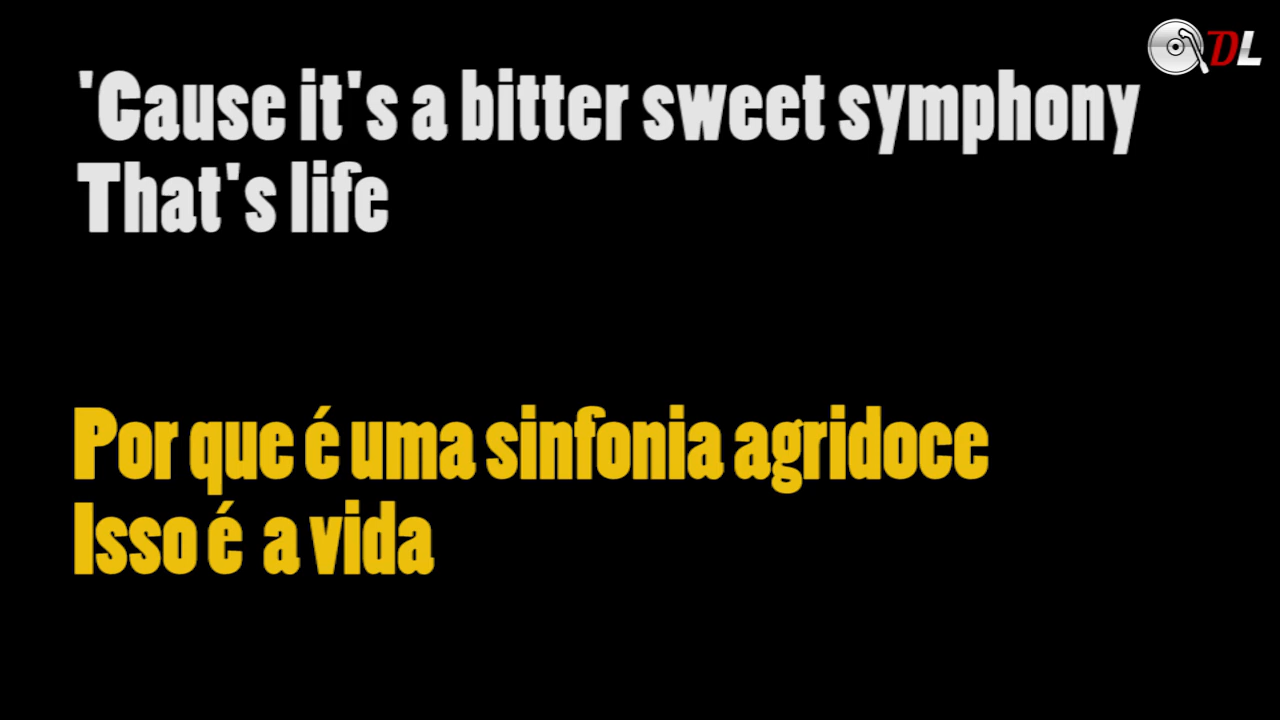 'Cause it's a bitter sweet symphony
That's life
Por que é uma sinfonia agridoce
Isso é a vida
DL